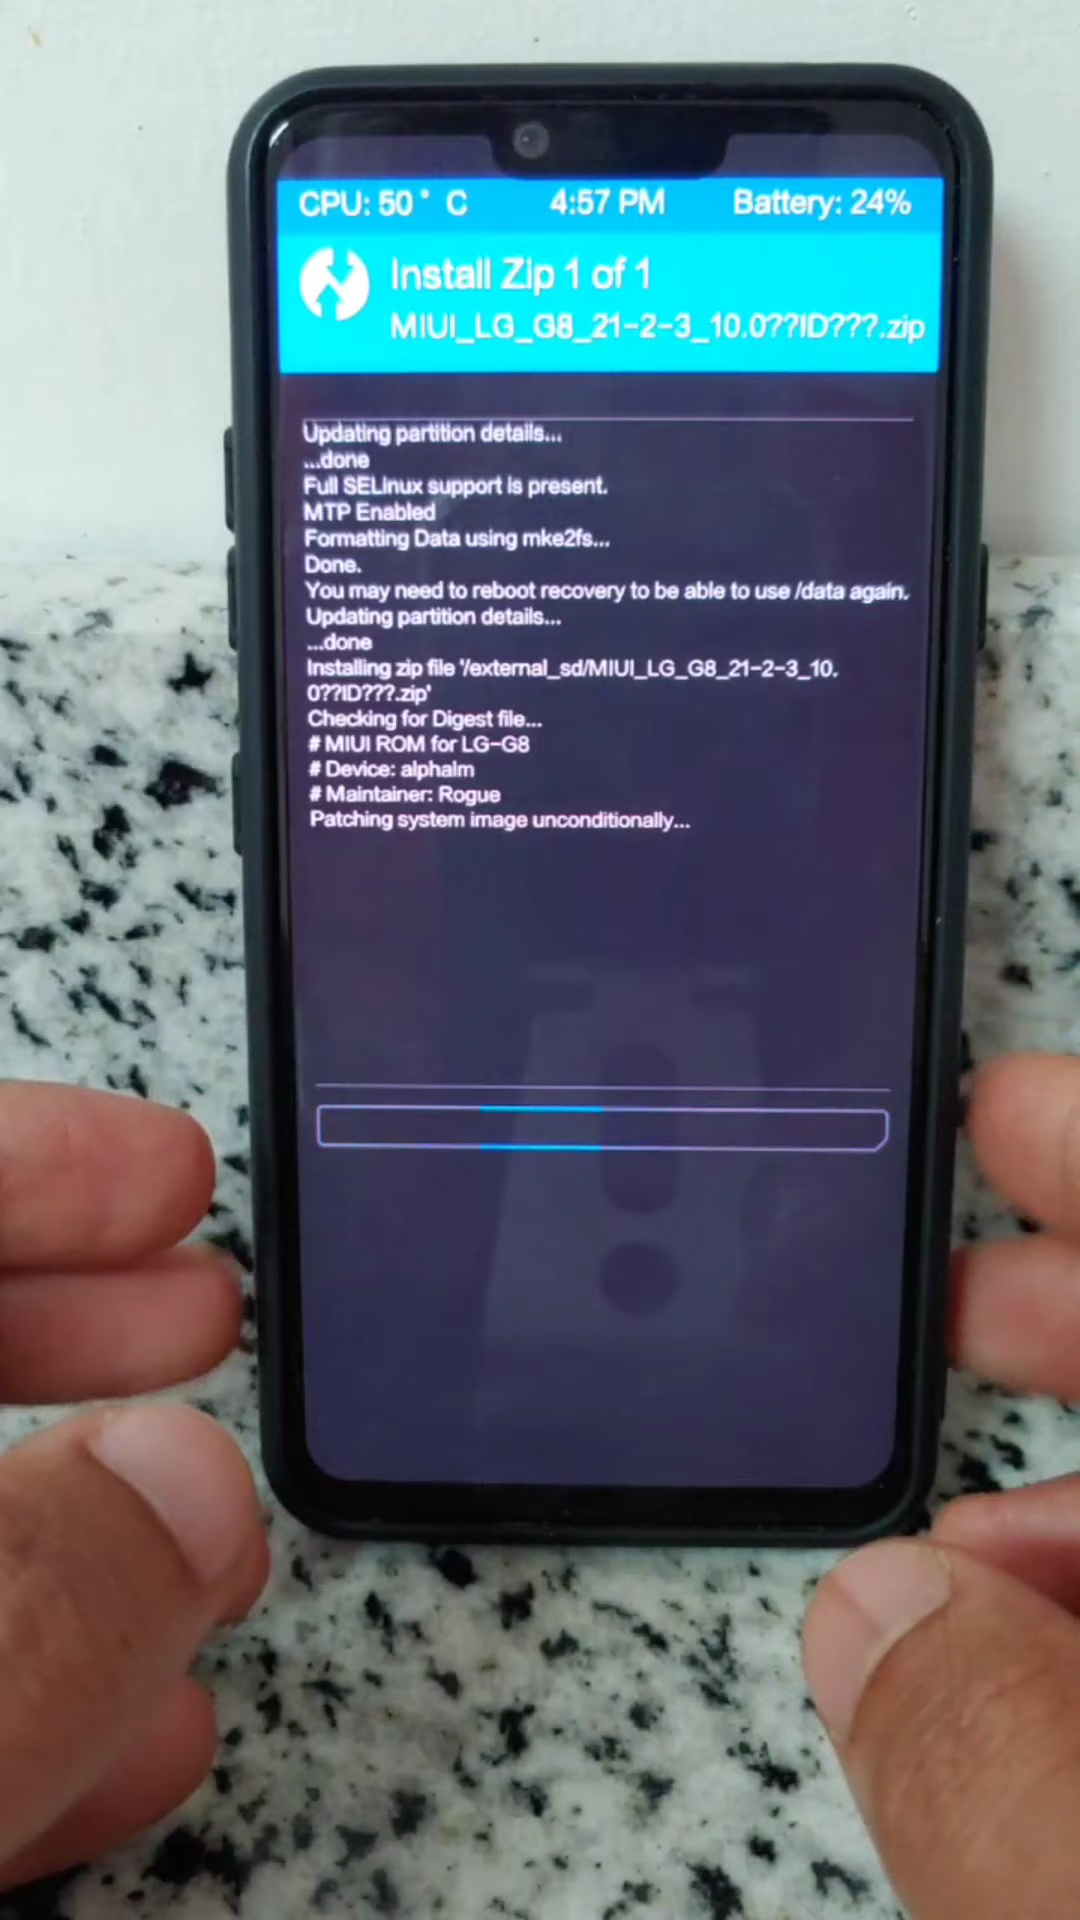 CPU: 50° C 4:57 PM Battery: 24%
Install Zip 1 of 1
MIUI_LG_G8_21-2-3_10.0??ID???.zip
Updating partition details...
...done
Full SELinux support is present.
MTP Enabled
Formatting Data using mke2fs...
Done.
You may need to reboot recovery to be able to use /data again.
Updating partition details...
...done
Installing zip file '/external_sd/MIUI_LG_G8_21-2-3_10.
0??ID???.zip'
Checking for Digest file...
# MIUI ROM for LG-G8
# Device: alphalm
# Maintainer: Rogue
Patching system image unconditionally...